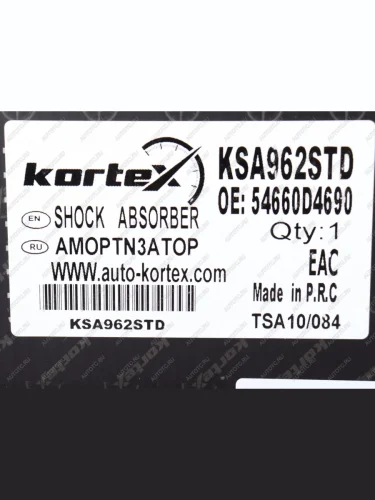 kortex
KSA962STD
OE: 54660D4690
EN SHOCK ABSORBER
Qty:1
RU AMOPTN3ATOP
EAC
WWW.auto-kortex.com
Made in P.R.C
KSA962STD
TSA10/084